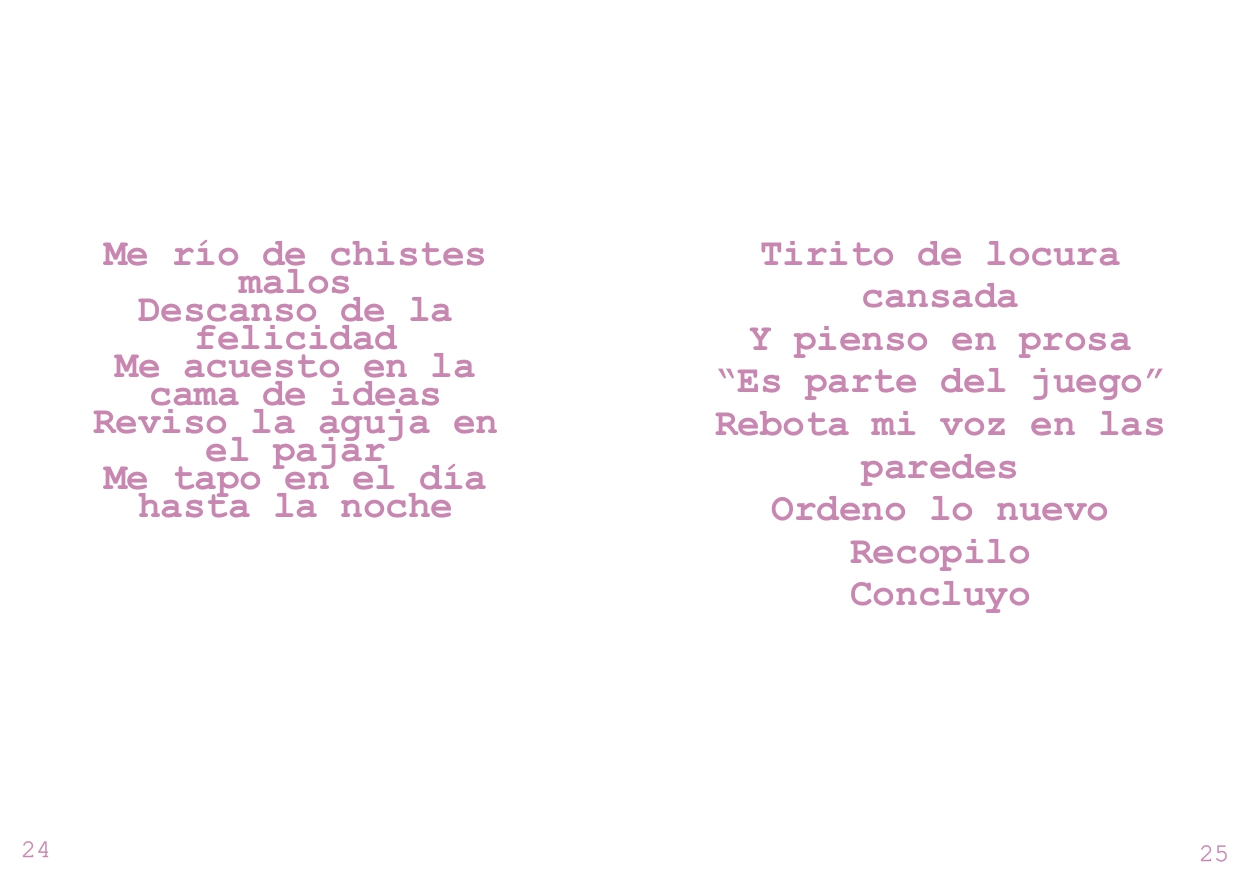 Me río de chistes
malos
Descanso de la
felicidad
Me acuesto en la
cama de ideas
Reviso la aguja en
el pajar
Me tapo en el día
hasta la noche
24
Tirito de locura
cansada
Y pienso en prosa
“Es parte del juego”
Rebota mi voz en las
paredes
Ordeno lo nuevo
Recopilo
Concluyo
25